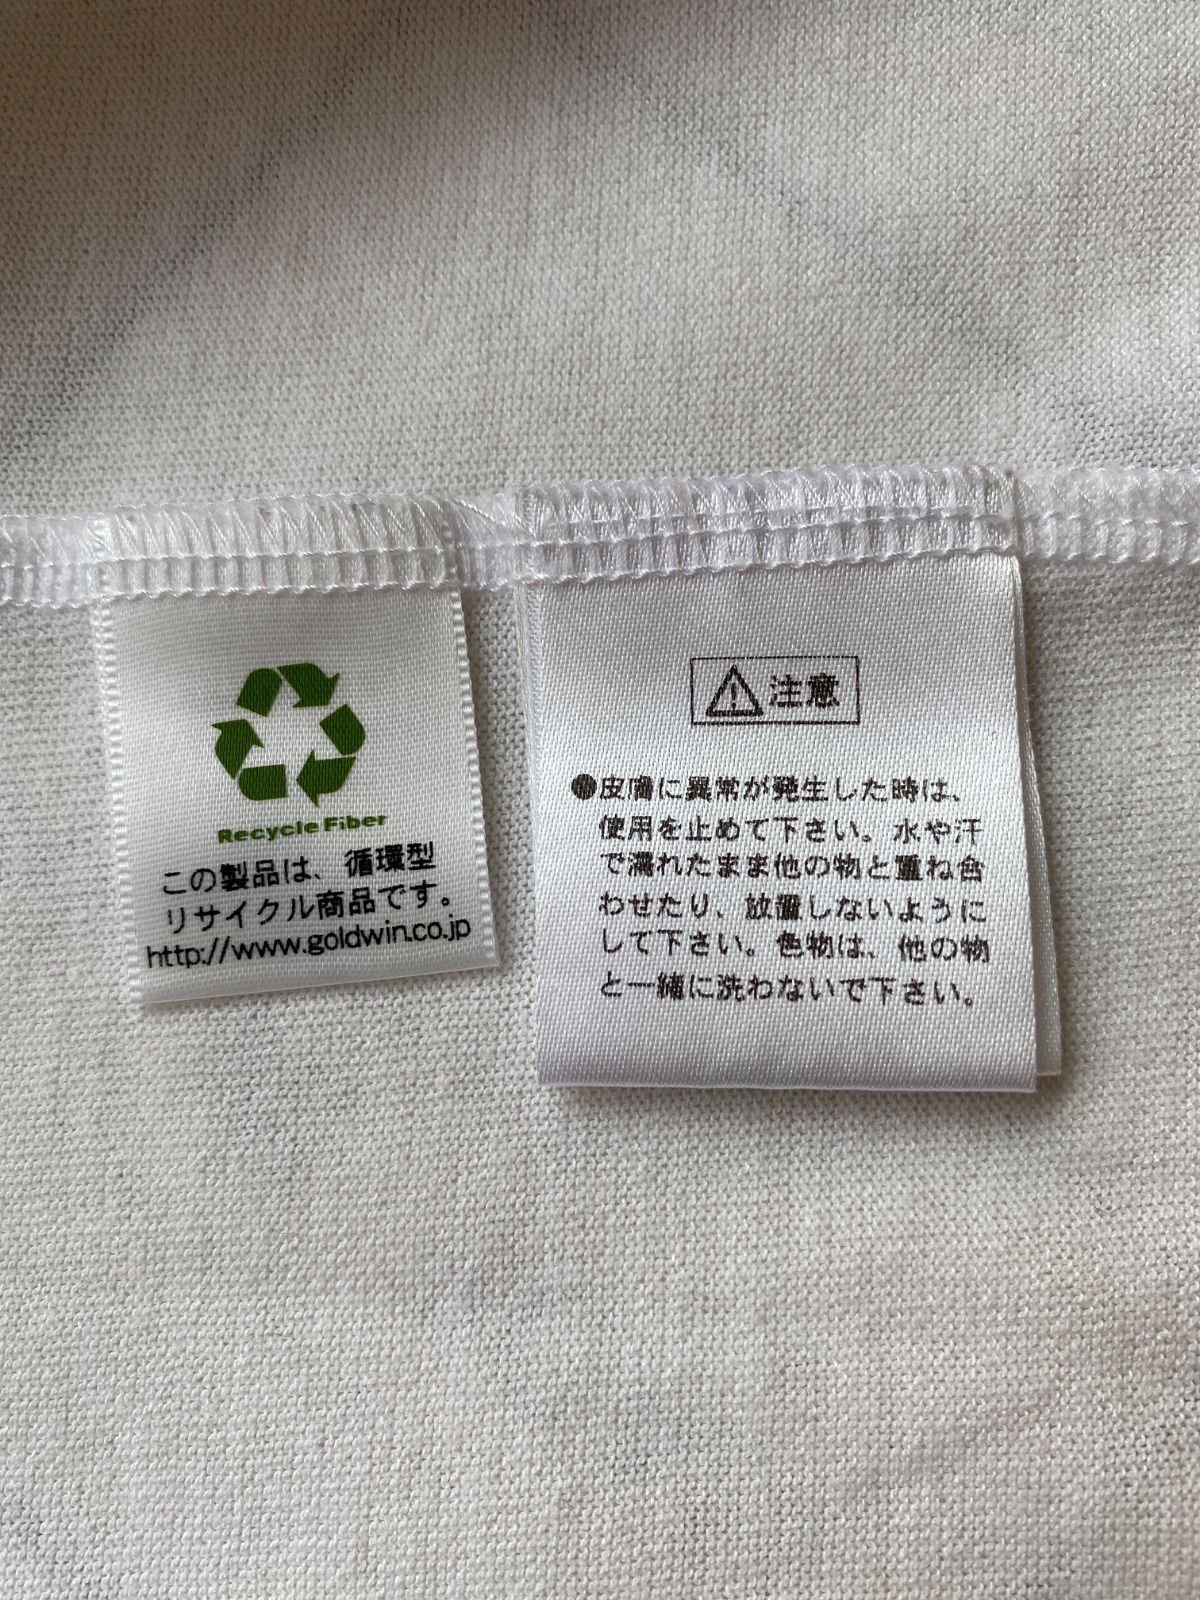 Recycle Fiber
この製品は、循環型
リサイクル商品です。
http://www.goldwin.co.jp
注意
●皮膚に異常が発生した時は、
使用を止めて下さい。水や汗
で濡れたまま他の物と重ね合
わせたり、放置しないように
して下さい。色物は、他の物
と一緒に洗わないで下さい。